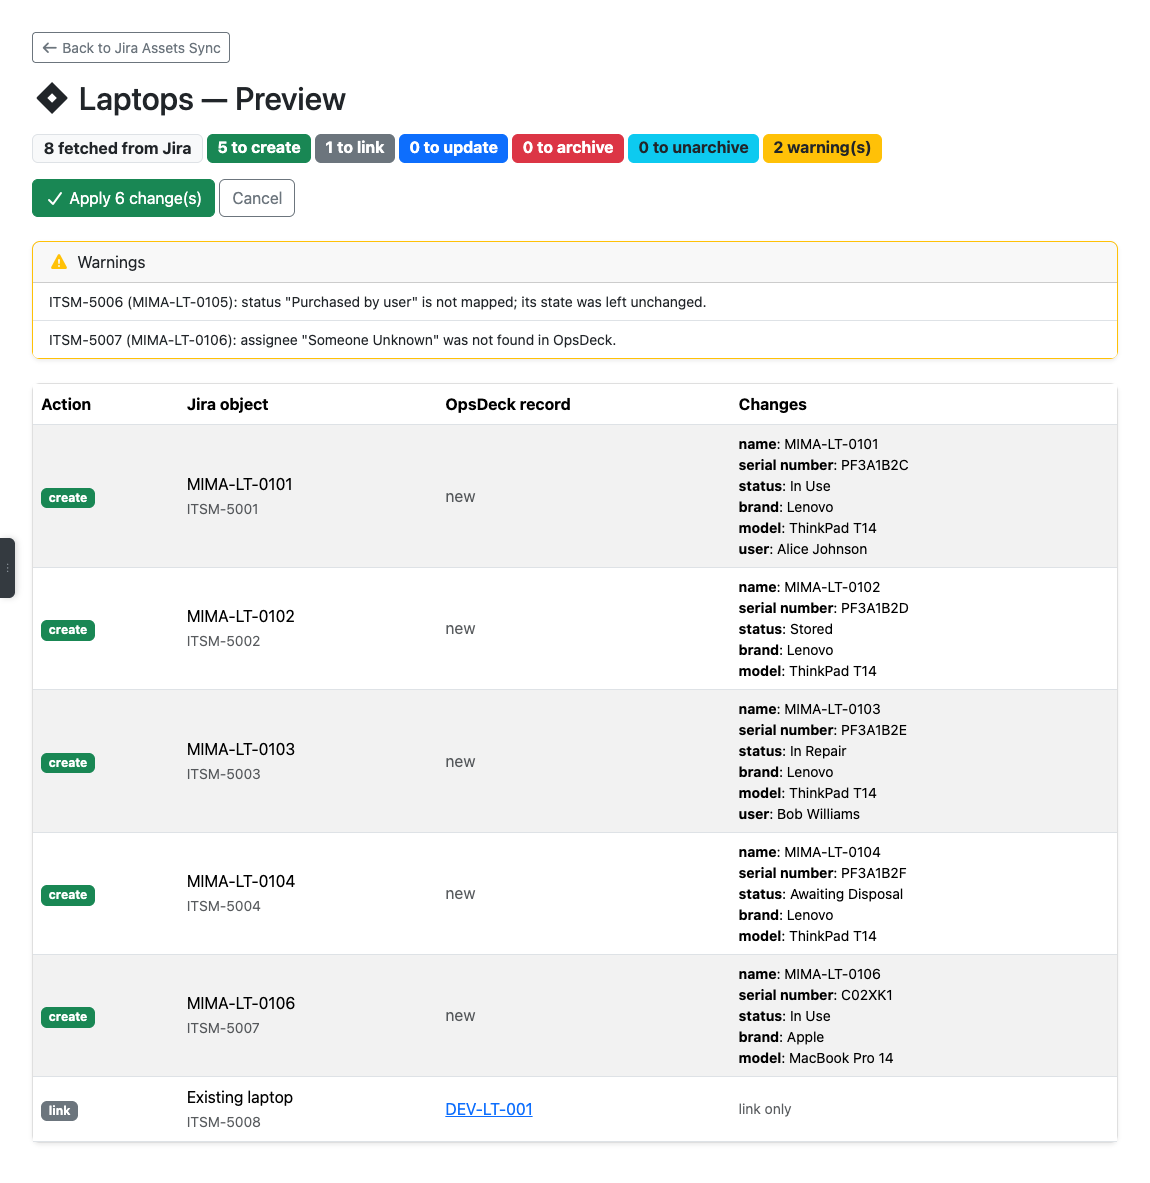 ← Back to Jira Assets Sync
Laptops — Preview
8 fetched from Jira 5 to create 1 to link 0 to update 0 to archive 0 to unarchive 2 warning(s)
✓ Apply 6 change(s) Cancel
Warnings
ITSM-5006 (MIMA-LT-0105): status "Purchased by user" is not mapped; its state was left unchanged.
ITSM-5007 (MIMA-LT-0106): assignee "Someone Unknown" was not found in OpsDeck.
Action Jira object OpsDeck record Changes
create
MIMA-LT-0101
ITSM-5001
new
name: MIMA-LT-0101
serial number: PF3A1B2C
status: In Use
brand: Lenovo
model: ThinkPad T14
user: Alice Johnson
create
MIMA-LT-0102
ITSM-5002
new
name: MIMA-LT-0102
serial number: PF3A1B2D
status: Stored
brand: Lenovo
model: ThinkPad T14
create
MIMA-LT-0103
ITSM-5003
new
name: MIMA-LT-0103
serial number: PF3A1B2E
status: In Repair
brand: Lenovo
model: ThinkPad T14
user: Bob Williams
create
MIMA-LT-0104
ITSM-5004
new
name: MIMA-LT-0104
serial number: PF3A1B2F
status: Awaiting Disposal
brand: Lenovo
model: ThinkPad T14
create
MIMA-LT-0106
ITSM-5007
new
name: MIMA-LT-0106
serial number: C02XK1
status: In Use
brand: Apple
model: MacBook Pro 14
link
Existing laptop
ITSM-5008
DEV-LT-001
link only